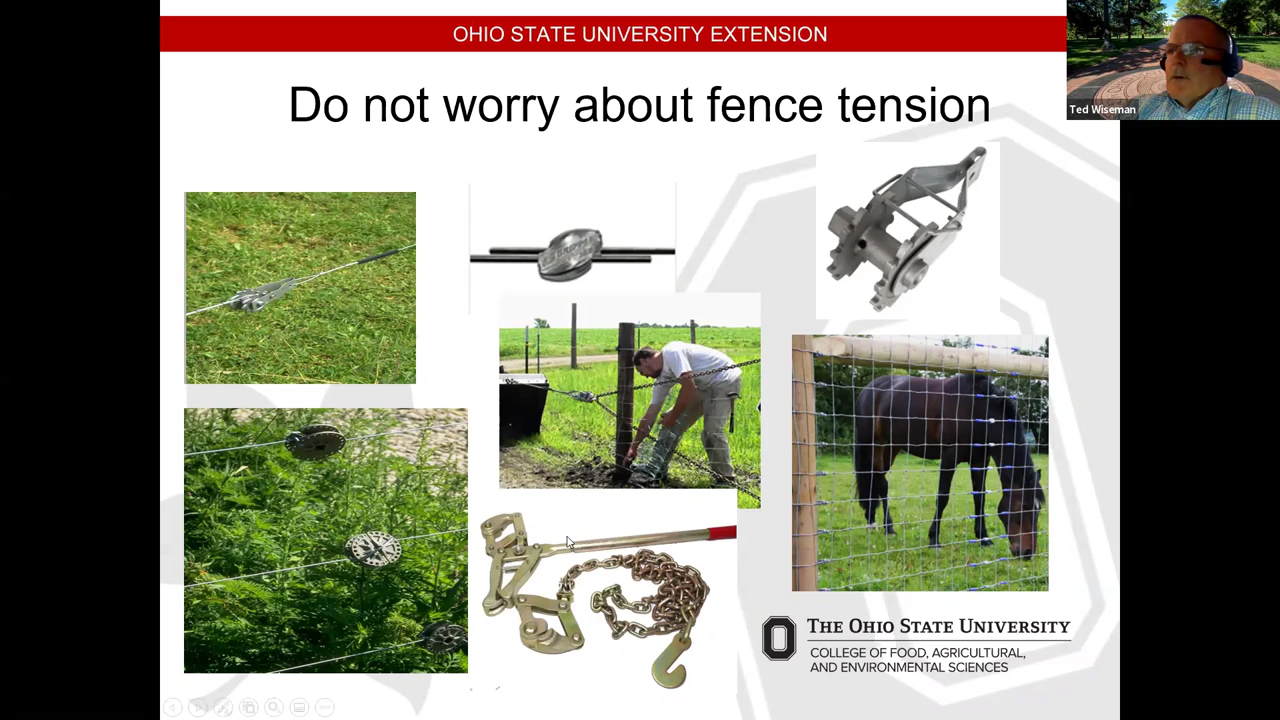 OHIO STATE UNIVERSITY EXTENSION
Do not worry about fence tension
Ted Wiseman
THE OHIO STATE UNIVERSITY
COLLEGE OF FOOD, AGRICULTURAL,
AND ENVIRONMENTAL SCIENCES